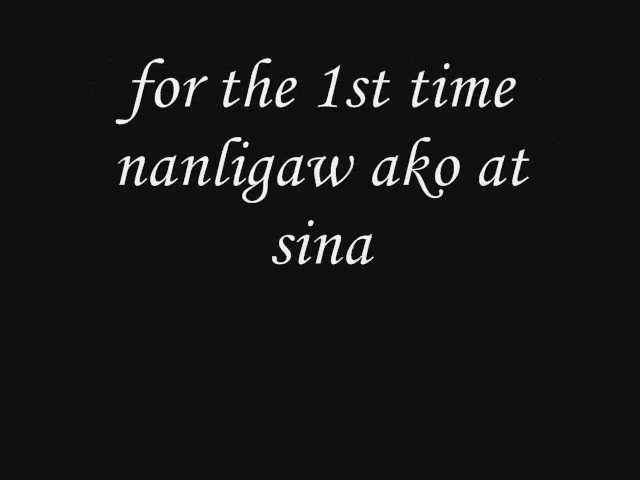 for the 1st time
nanligaw ako at
sina